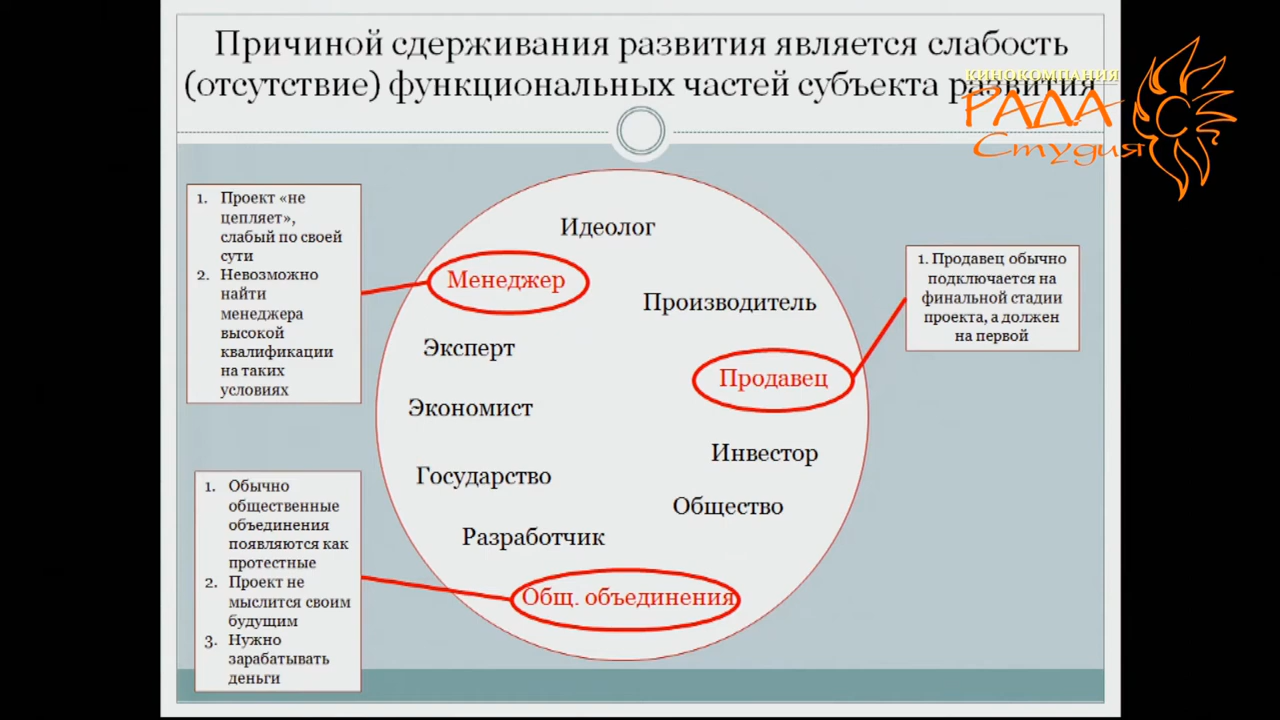 Причиной сдерживания развития является слабость
(отсутствие) функциональных частей субъекта развития
КИНОКОМПАНИЯ
РАДА
Студия
1. Проект «не
цепляет»,
слабый по своей
сути
2. Невозможно
найти
менеджера
высокой
квалификации
на таких
условиях
Идеолог
Менеджер
Производитель
Эксперт
Продавец
Экономист
Инвестор
Государство
Общество
Разработчик
Общ. объединения
1. Продавец обычно
подключается на
финальной стадии
проекта, а должен
на первой
1. Обычно
общественные
объединения
появляются как
протестные
2. Проект не
мыслится своим
будущим
3. Нужно
зарабатывать
деньги